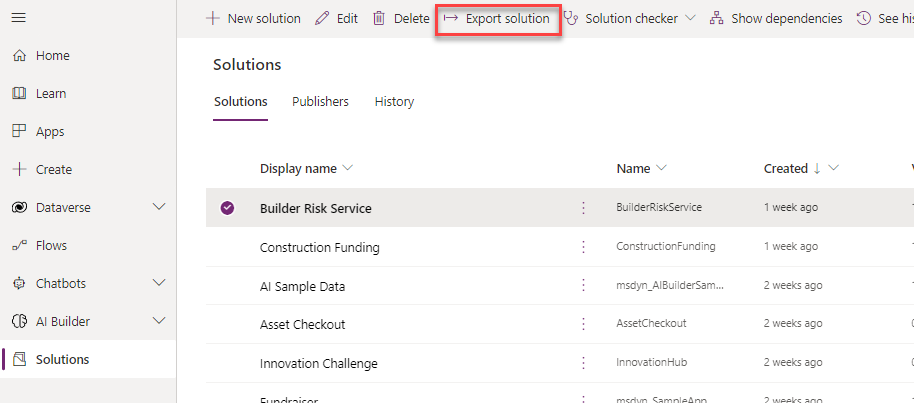 New solution Edit Delete Export solution Solution checker Show dependencies See his
Home
Learn
Apps
Create
Dataverse
Flows
Chatbots
AI Builder
Solutions
Solutions
Solutions Publishers History
Display name Name Created
Builder Risk Service BuilderRiskService 1 week ago
Construction Funding ConstructionFunding 1 week ago
AI Sample Data msdyn_AIBuilderSam... 2 weeks ago
Asset Checkout AssetCheckout 2 weeks ago
Innovation Challenge InnovationHub 2 weeks ago
Fundraiser msdyn_SampleApp 2 weeks ago